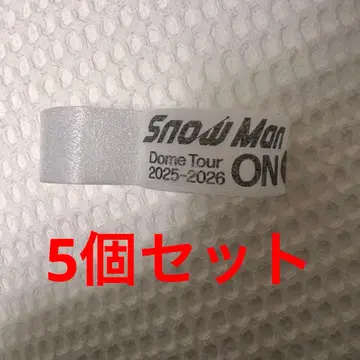 Snow Man
Dome Tour
2025-2026
ON
5個セット